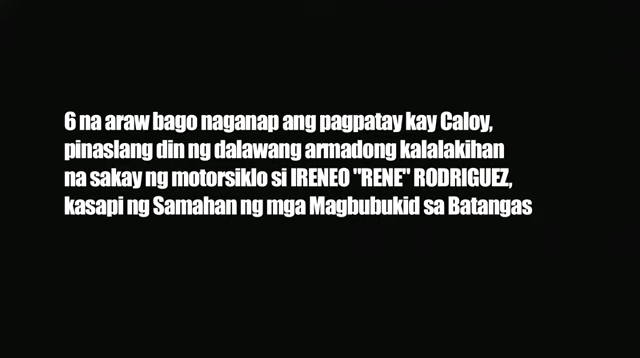 6 na araw bago naganap ang pagpatay kay Caloy,
pinaslang din ng dalawang armadong kalalakihan
na sakay ng motorsiklo si IRENEO "RENE" RODRIGUEZ,
kasapi ng Samahan ng mga Magbubukid sa Batangas